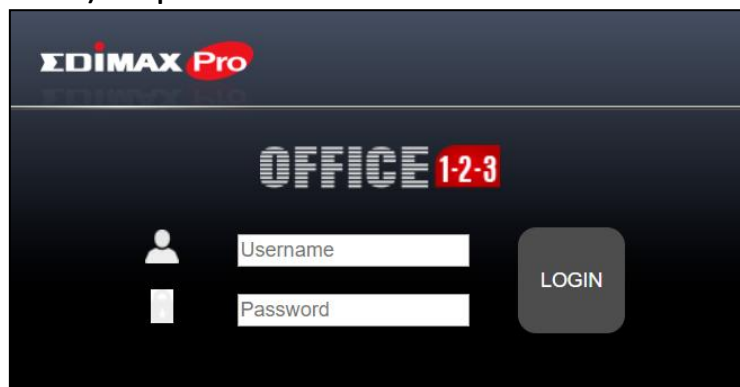 EDIMAX Pro
OFFICE 1-2-3
Username
LOGIN
Password